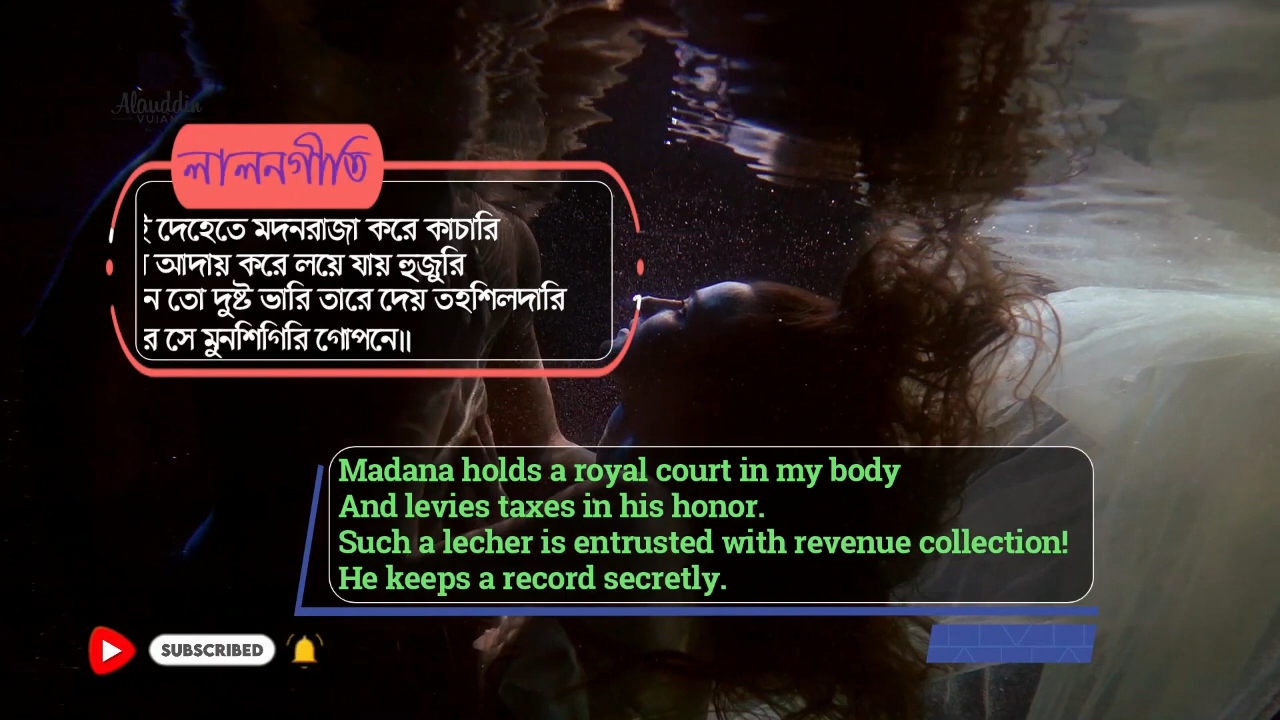 Alauddin
VUIAN
লালনগীতি
দেহেতে মদনরাজা করে কাচারি
আদায় করে লয়ে যায় হুজুরি
তো দুষ্ট ভারি তারে দেয় তহশিলদারি
সে মুনশিগিরি গোপনে॥
Madana holds a royal court in my body
And levies taxes in his honor.
Such a lecher is entrusted with revenue collection!
He keeps a record secretly.
SUBSCRIBED